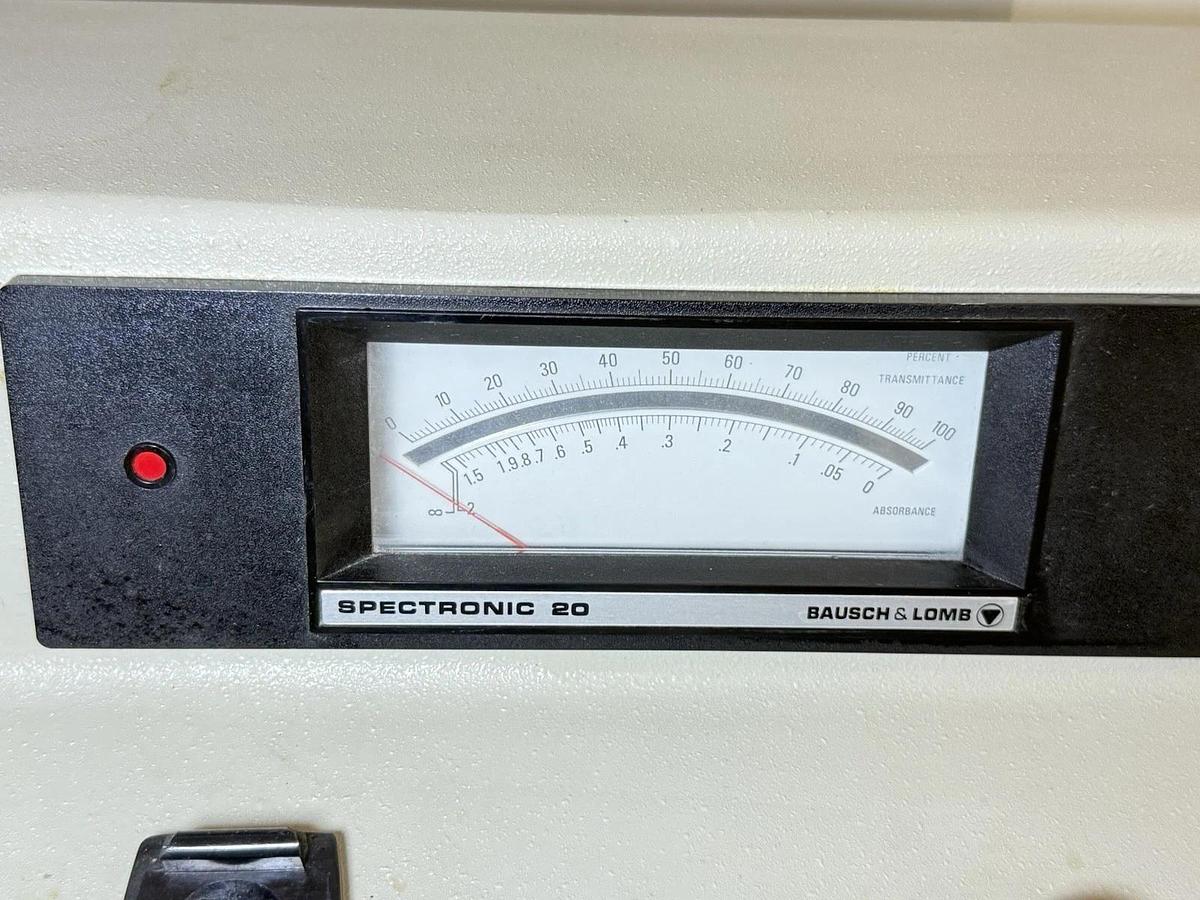 PERCENT
TRANSMITTANCE
0 10 20 30 40 50 60 70 80 90 100
∞ 2 1.5 1 .9 .8 .7 .6 .5 .4 .3 .2 .1 .05 0
ABSORBANCE
SPECTRONIC 20 BAUSCH & LOMB